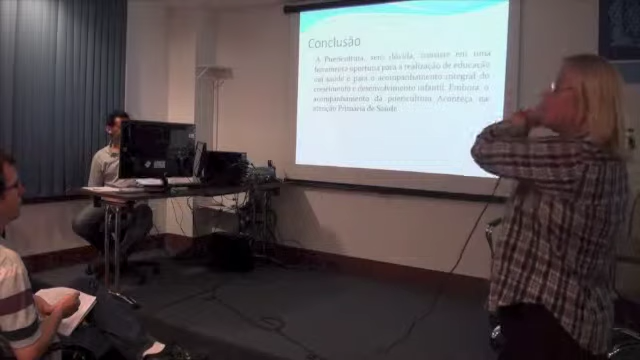 Conclusão
A Puericultura, sem dúvida, consiste em uma
ferramenta oportuna para a realização de educação
em saúde e para o acompanhamento integral do
crescimento e desenvolvimento infantil. Embora o
acompanhamento da puericultura Aconteça na
atenção Primária de Saúde